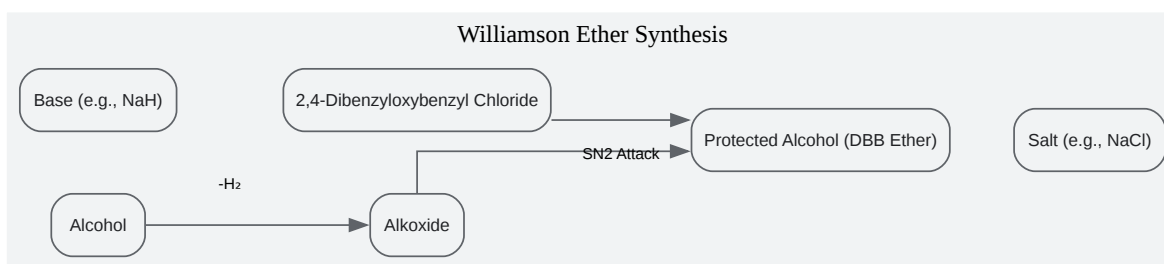 Williamson Ether Synthesis
Base (e.g., NaH)
2,4-Dibenzyloxybenzyl Chloride
Protected Alcohol (DBB Ether)
Salt (e.g., NaCl)
SN2 Attack
-H₂
Alcohol
Alkoxide